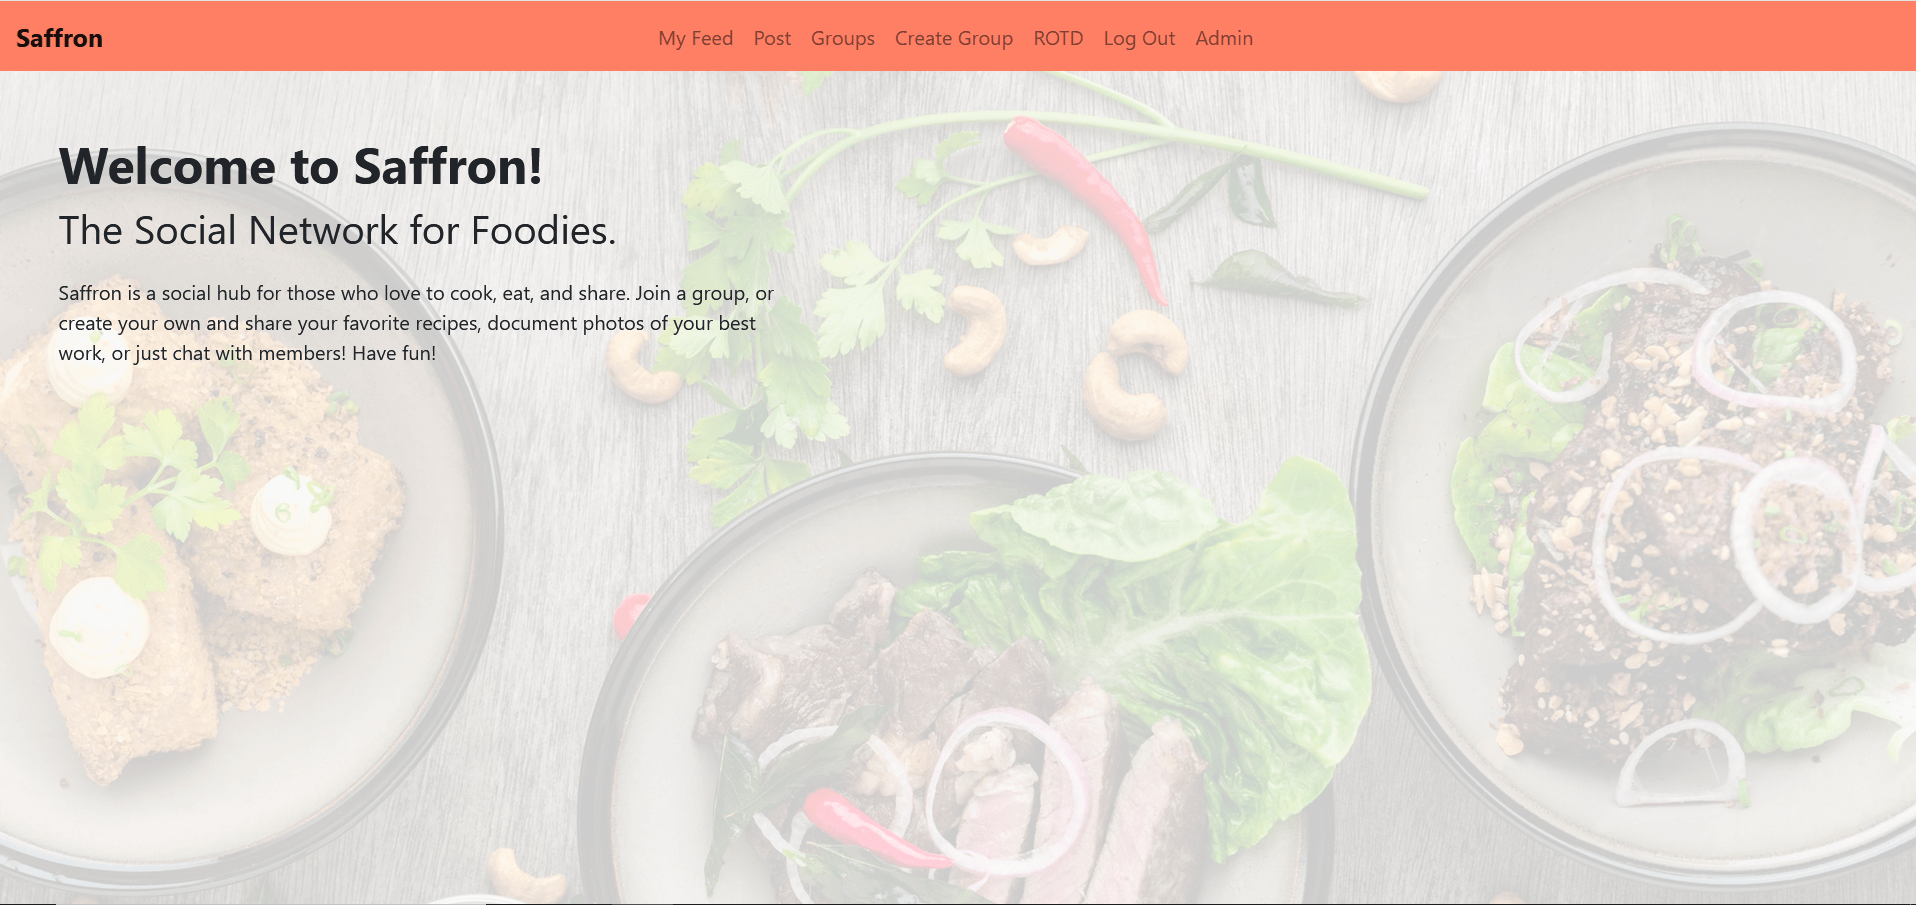 Saffron
My Feed Post Groups Create Group ROTD Log Out Admin
Welcome to Saffron!
The Social Network for Foodies.
Saffron is a social hub for those who love to cook, eat, and share. Join a group, or
create your own and share your favorite recipes, document photos of your best
work, or just chat with members! Have fun!